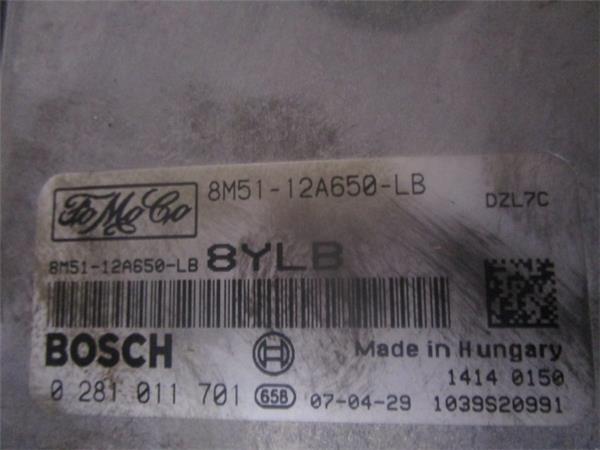 FoMoCo 8M51-12A650-LB DZL7C
8M51-12A650-LB 8YLB
BOSCH Made in Hungary
1414 0150
0 281 011 701 65B 07-04-29 1039S20991